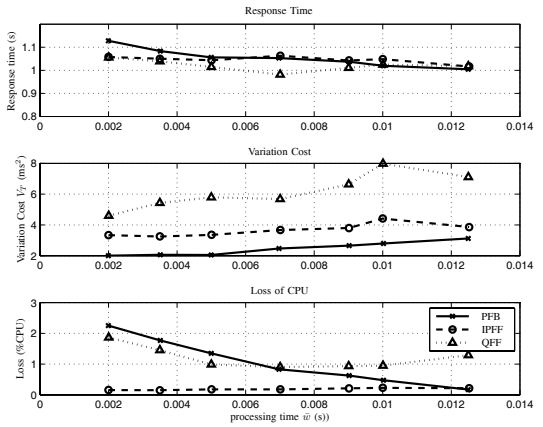 Response Time
Response time (s)
1.1
1
0.9
0.8
0 0.002 0.004 0.006 0.008 0.01 0.012 0.014
Variation Cost
Variation Cost V_T (ms²)
8
6
4
2
0 0.002 0.004 0.006 0.008 0.01 0.012 0.014
Loss of CPU
Loss (%CPU)
3
2
1
0
PFB
IPFF
QFF
0 0.002 0.004 0.006 0.008 0.01 0.012 0.014
processing time w̄ (s))